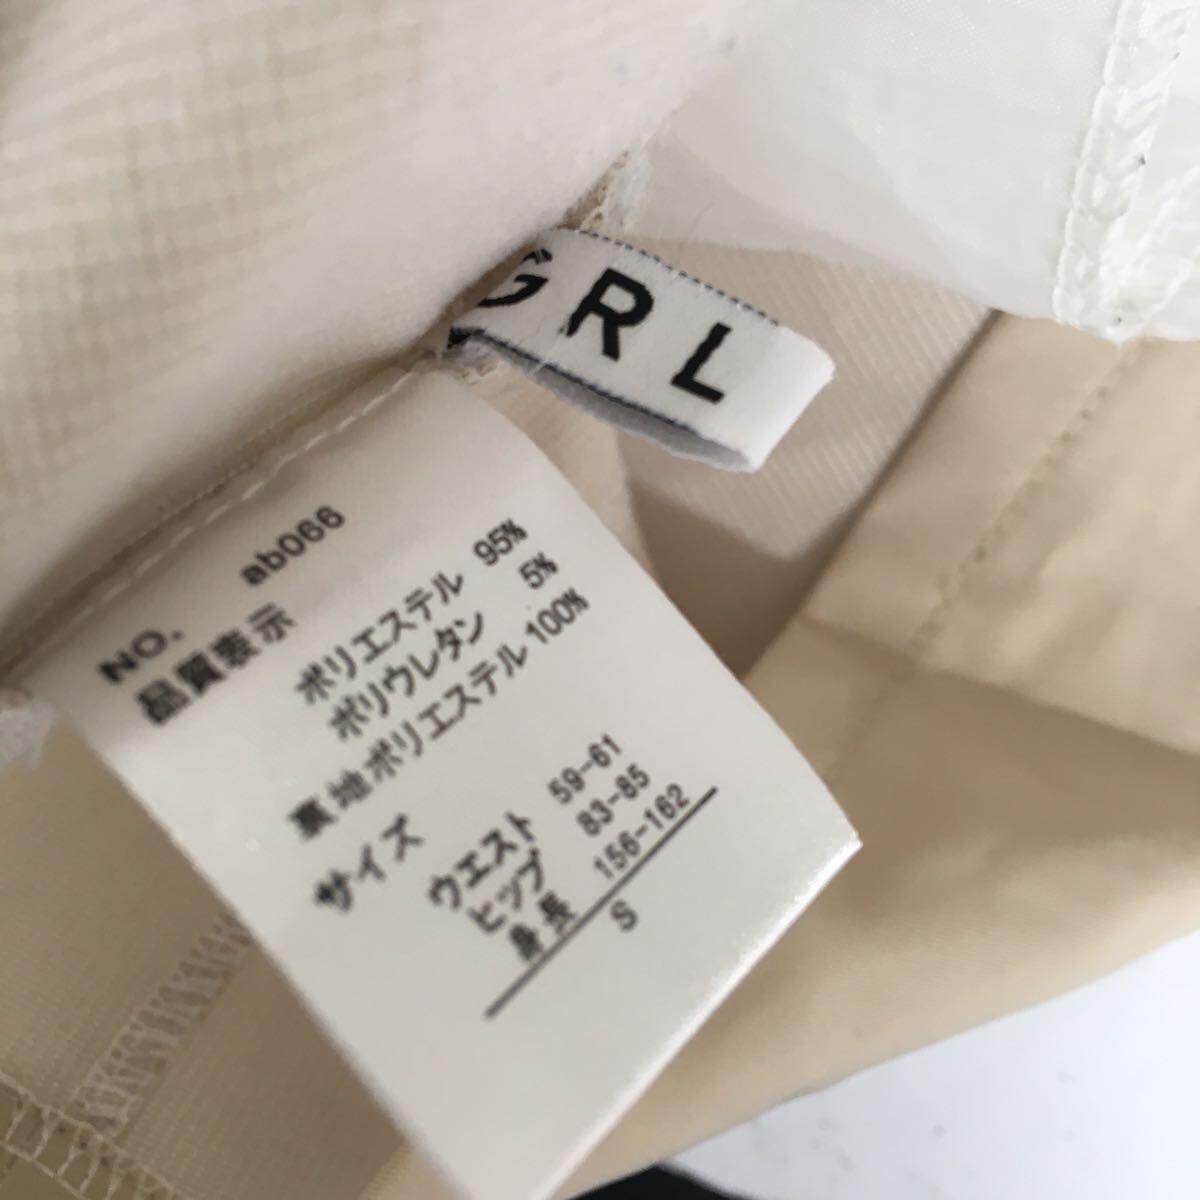 GRL
NO. ab066
品質表示
ポリエステル 95%
ポリウレタン 5%
裏地ポリエステル 100%
サイズ
ウエスト 59-61
ヒップ 83-85
身長 156-162
S